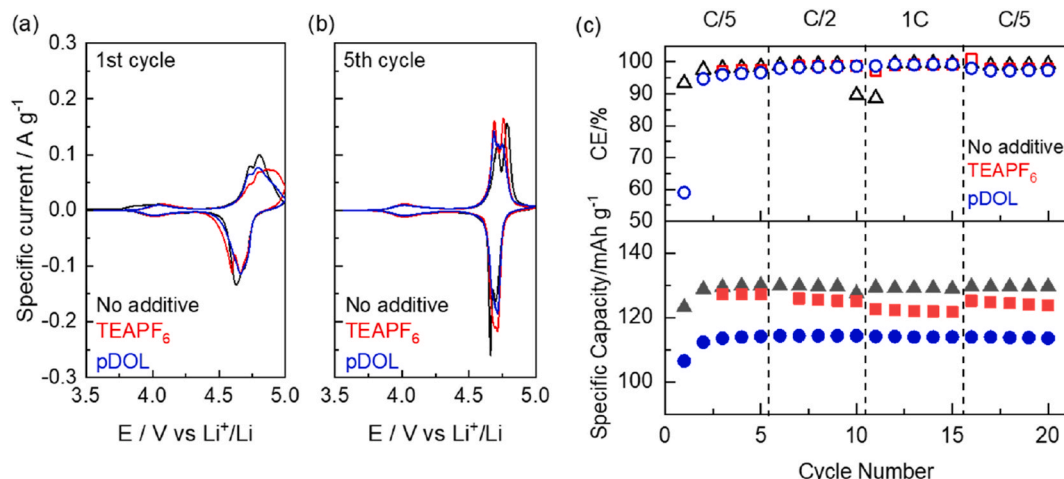 (a)
1st cycle
Specific current / A g⁻¹
0.3
0.2
0.1
0.0
-0.1
-0.2
-0.3
No additive
TEAPF₆
pDOL
3.5 4.0 4.5 5.0
E / V vs Li⁺/Li
(b)
5th cycle
No additive
TEAPF₆
pDOL
3.5 4.0 4.5 5.0
E / V vs Li⁺/Li
(c)
C/5 C/2 1C C/5
CE/%
100
90
80
70
60
50
No additive
TEAPF₆
pDOL
Specific Capacity/mAh g⁻¹
140
120
100
0 5 10 15 20
Cycle Number